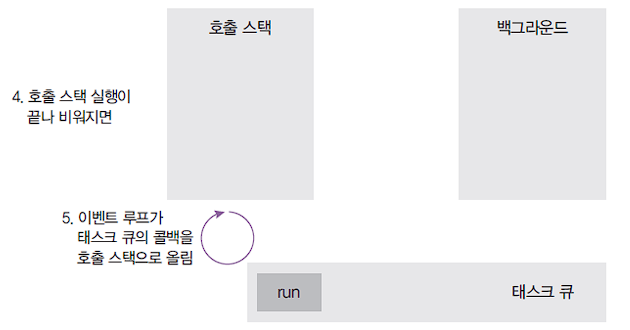 호출 스택
백그라운드
4. 호출 스택 실행이
끝나 비워지면
5. 이벤트 루프가
태스크 큐의 콜백을
호출 스택으로 올림
run
태스크 큐